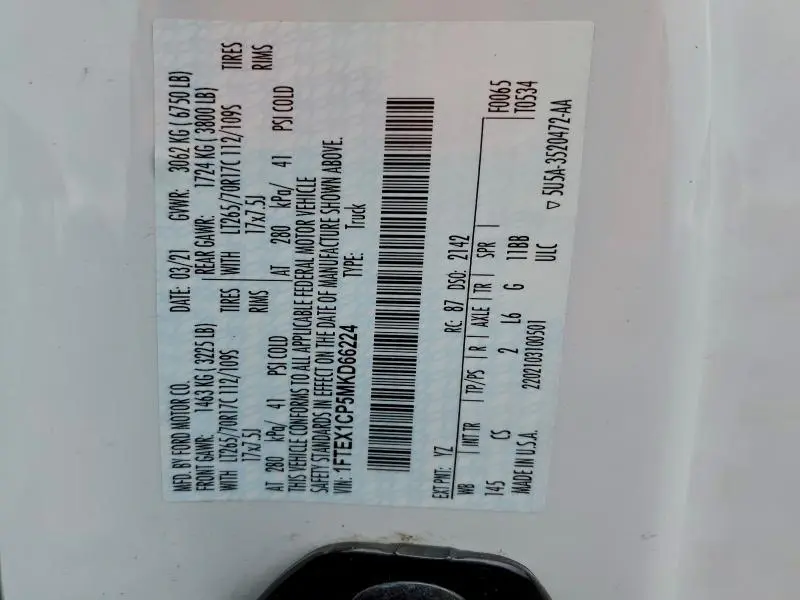 MFD. BY FORD MOTOR CO.
DATE: 03/21 GVWR: 3062 KG ( 6750 LB)
FRONT GAWR: 1463 KG ( 3225 LB) REAR GAWR: 1724 KG ( 3800 LB)
WITH LT265/70R17C 112/109S TIRES WITH LT265/70R17C 112/109S TIRES
17x7.5J RIMS 17x7.5J RIMS
AT 280 kPa/ 41 PSI COLD AT 280 kPa/ 41 PSI COLD
THIS VEHICLE CONFORMS TO ALL APPLICABLE FEDERAL MOTOR VEHICLE
SAFETY STANDARDS IN EFFECT ON THE DATE OF MANUFACTURE SHOWN ABOVE.
VIN: 1FTEX1CP5MKD66224 TYPE: Truck
EXT PNT: YZ RC: 87 DSO: 2142 F0065
WB INT TR TP/PS R AXLE TR SPR T0534
145 CS 2 L6 G 11BB
MADE IN U.S.A. 2202103100501 ULC
▽ 5U5A-3520472-AA